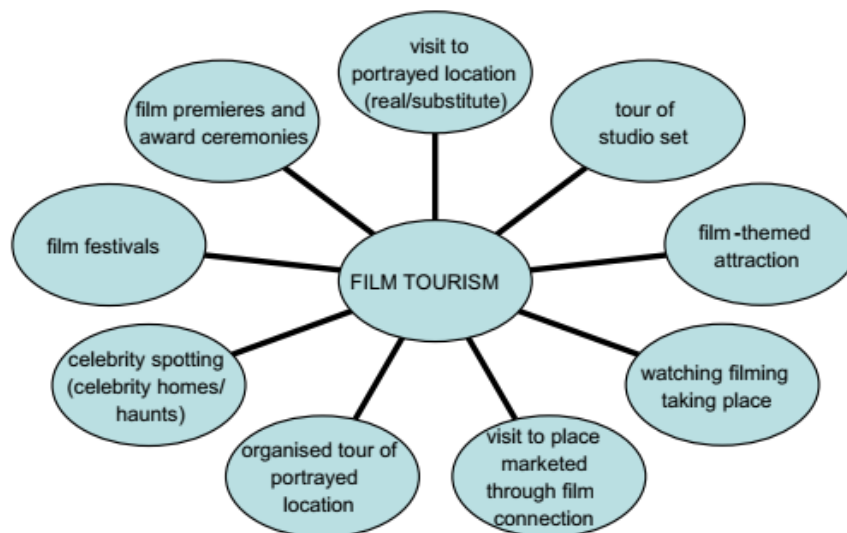 visit to
portrayed location
(real/substitute)
film premieres and
award ceremonies
tour of
studio set
film festivals
film-themed
attraction
FILM TOURISM
celebrity spotting
(celebrity homes/
haunts)
watching filming
taking place
organised tour of
portrayed
location
visit to place
marketed
through film
connection